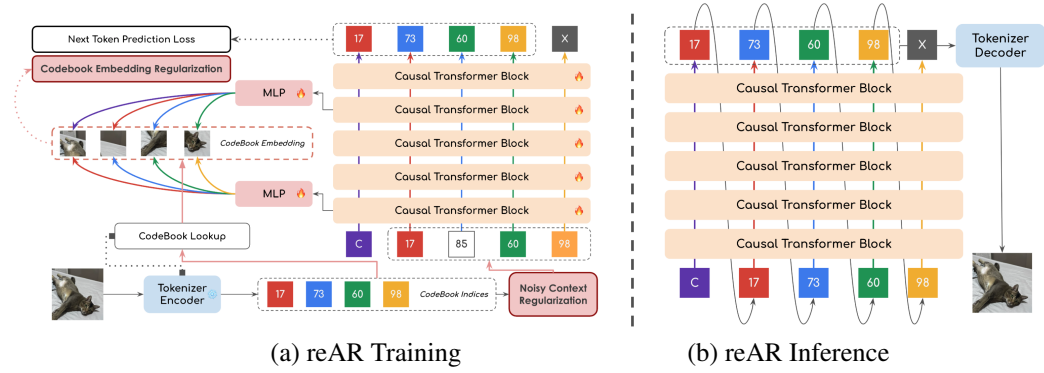 Next Token Prediction Loss
Codebook Embedding Regularization
MLP
CodeBook Embedding
MLP
CodeBook Lookup
Tokenizer
Encoder
17 73 60 98
CodeBook Indices
Noisy Context
Regularization
17 73 60 98 X
Causal Transformer Block
Causal Transformer Block
Causal Transformer Block
Causal Transformer Block
Causal Transformer Block
C 17 85 60 98
(a) reAR Training
17 73 60 98 X
Tokenizer
Decoder
Causal Transformer Block
Causal Transformer Block
Causal Transformer Block
Causal Transformer Block
Causal Transformer Block
C 17 73 60 98
(b) reAR Inference